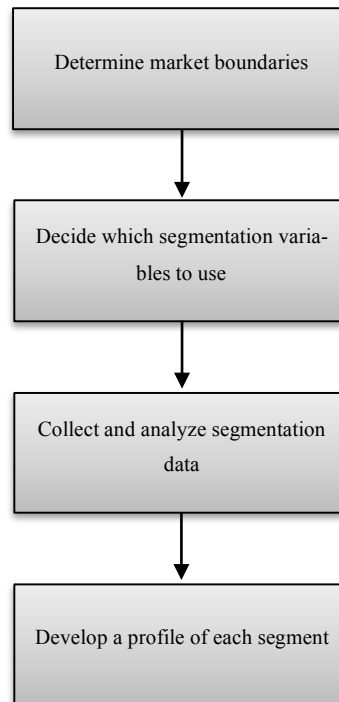 Determine market boundaries
Decide which segmentation varia-
bles to use
Collect and analyze segmentation
data
Develop a profile of each segment